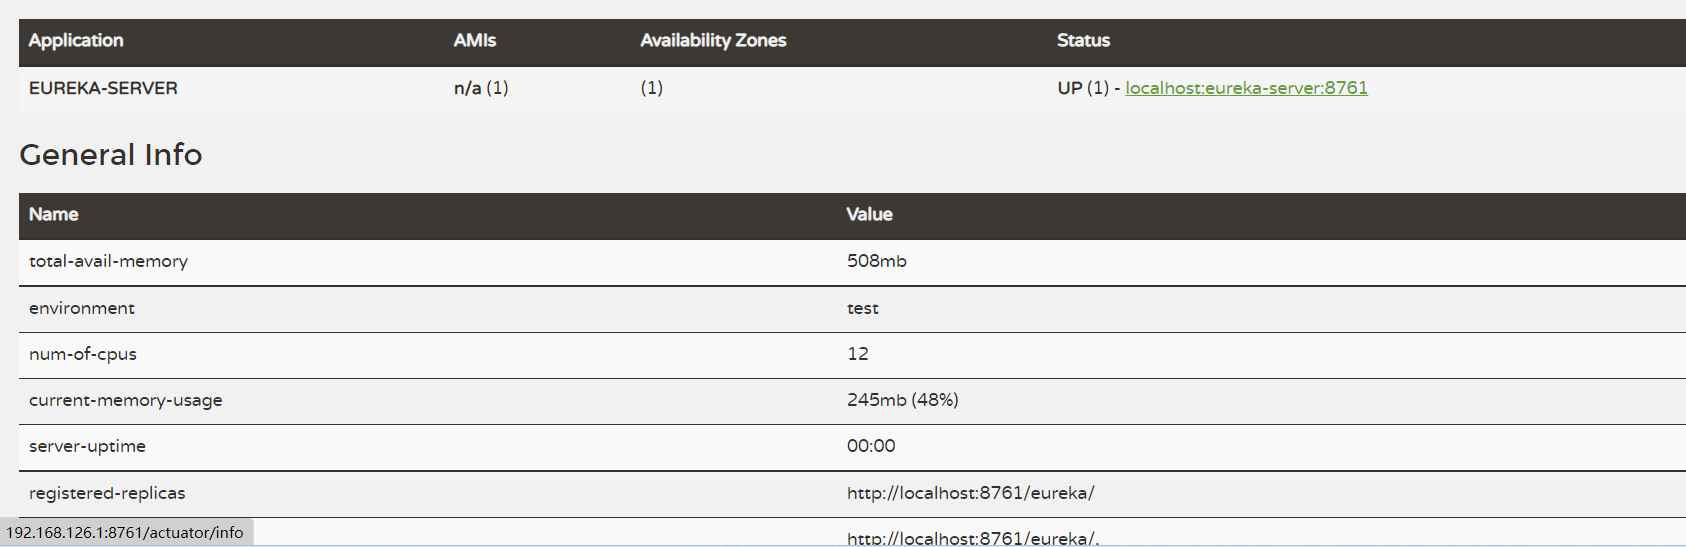 Application AMIs Availability Zones Status
EUREKA-SERVER n/a (1) (1) UP (1) - localhost:eureka-server:8761
General Info
Name Value
total-avail-memory 508mb
environment test
num-of-cpus 12
current-memory-usage 245mb (48%)
server-uptime 00:00
registered-replicas http://localhost:8761/eureka/
192.168.126.1:8761/actuator/info
http://localhost:8761/eureka/,